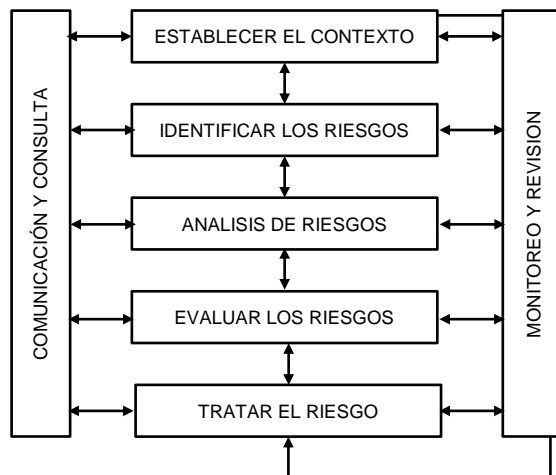 ESTABLECER EL CONTEXTO
IDENTIFICAR LOS RIESGOS
ANALISIS DE RIESGOS
EVALUAR LOS RIESGOS
TRATAR EL RIESGO
COMUNICACIÓN Y CONSULTA
MONITOREO Y REVISION